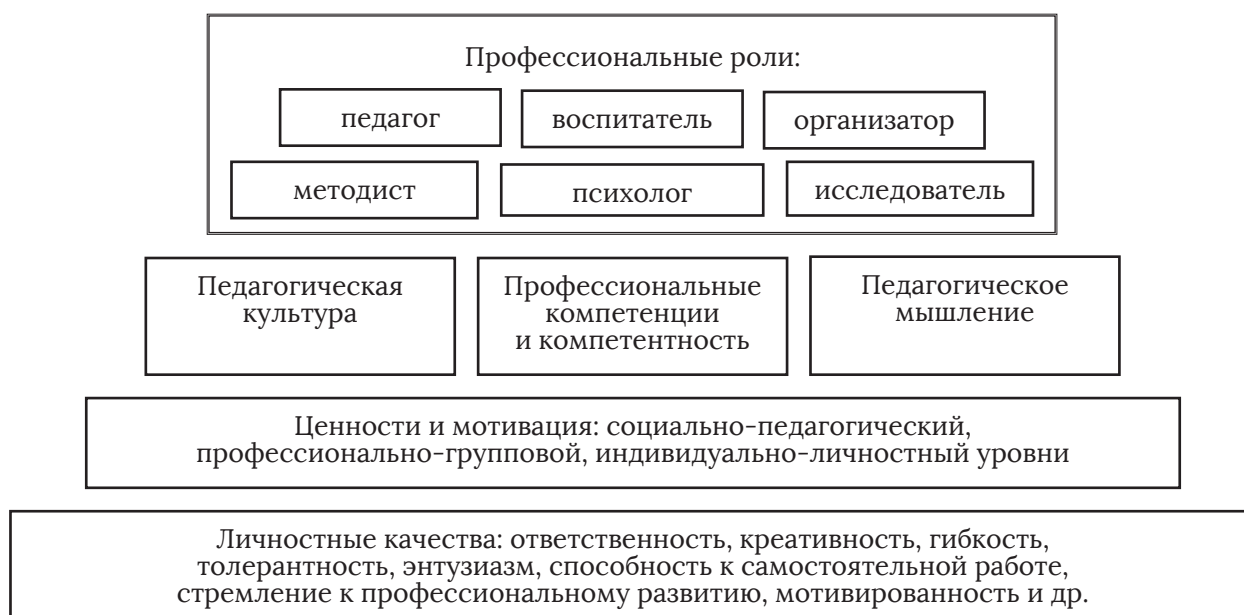 Профессиональные роли:
педагог
воспитатель
организатор
методист
психолог
исследователь
Педагогическая
культура
Профессиональные
компетенции
и компетентность
Педагогическое
мышление
Ценности и мотивация: социально-педагогический,
профессионально-групповой, индивидуально-личностный уровни
Личностные качества: ответственность, креативность, гибкость,
толерантность, энтузиазм, способность к самостоятельной работе,
стремление к профессиональному развитию, мотивированность и др.